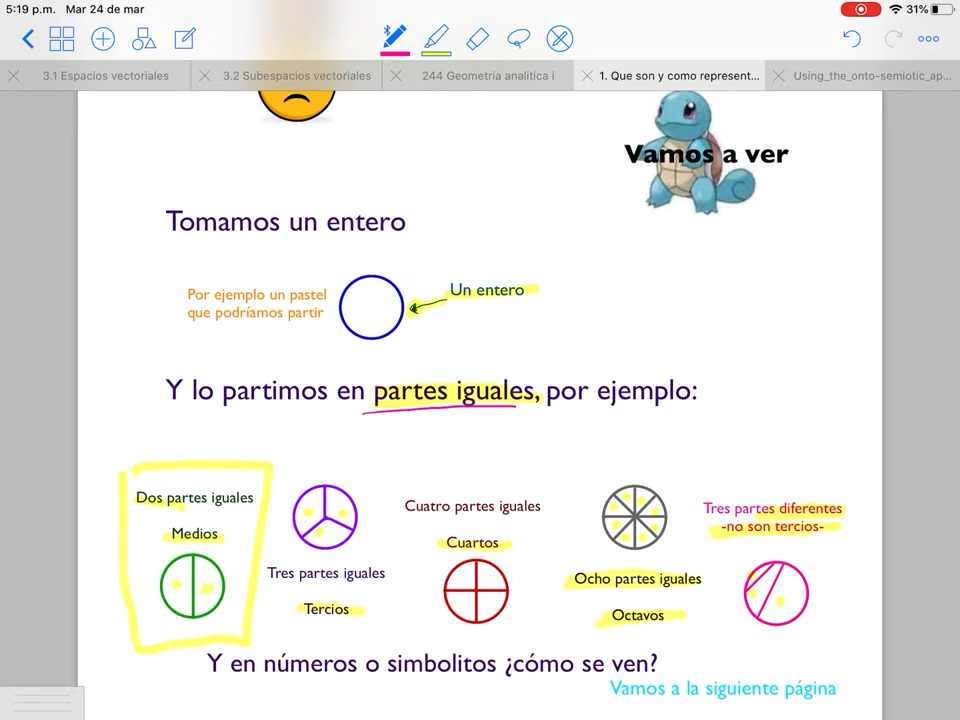 5:19 p.m. Mar 24 de mar
31%
3.1 Espacios vectoriales
3.2 Subespacios vectoriales
244 Geometria analitica i
1. Que son y como represent...
Using_the_onto-semiotic_ap...
Vamos a ver
Tomamos un entero
Por ejemplo un pastel
que podríamos partir
Un entero
Y lo partimos en partes iguales, por ejemplo:
Dos partes iguales
Medios
Tres partes iguales
Tercios
Cuatro partes iguales
Cuartos
Ocho partes iguales
Octavos
Tres partes diferentes
-no son tercios-
Y en números o simbolitos ¿cómo se ven?
Vamos a la siguiente página